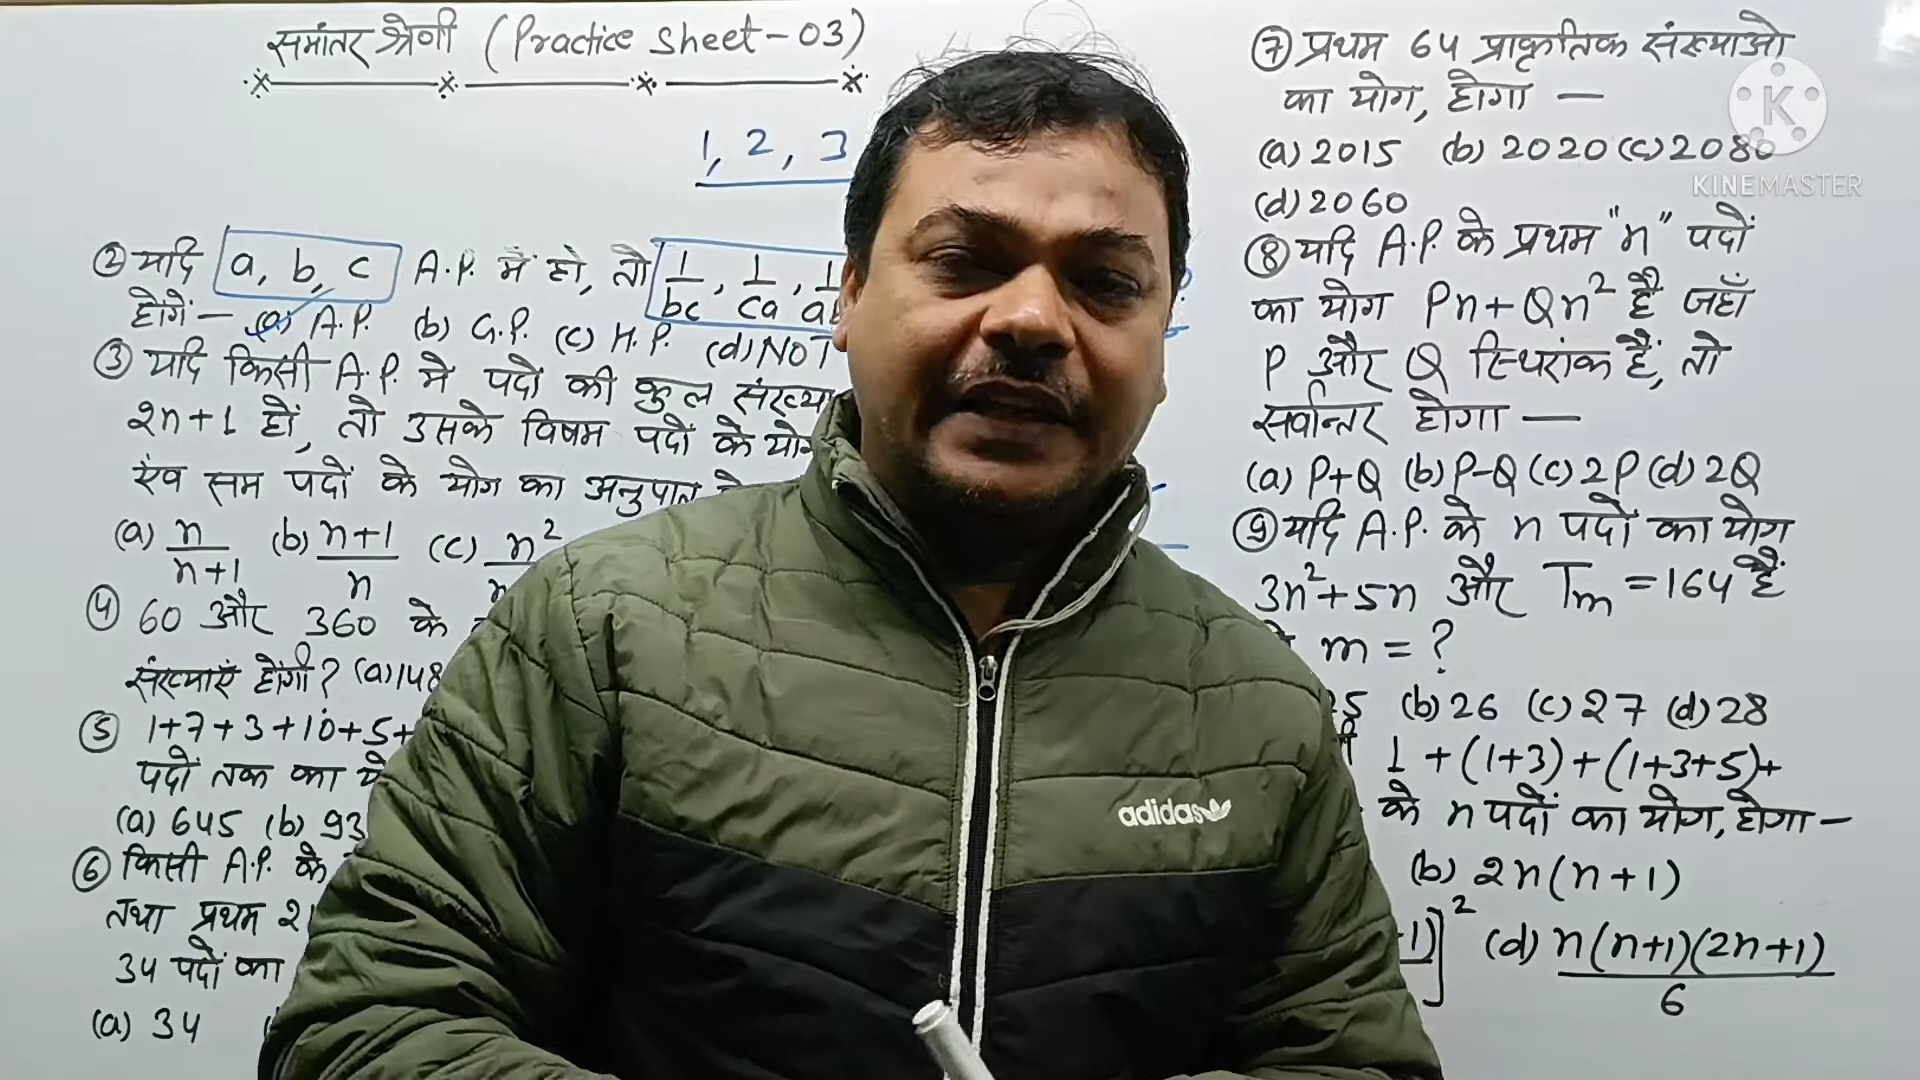 समांतर श्रेणी (Practice Sheet-03)
1, 2, 3
② यदि a, b, c A.P. में हो, तो 1/bc, 1/ca,
होंगें — (a) A.P. (b) G.P. (c) H.P. (d) NOT
③ यदि किसी A.P. मे पदों की कुल संख्या
2n+1 हों, तो उसके विषम पदों के योग
एंव सम पदों के योग का अनुपात
(a) n/n+1 (b) n+1/n (c) n²
④ 60 और 360 के
संख्याएं होंगी? (a) 148
⑤ 1+7+3+10+5+
पदों तक का
(a) 645 (b) 93
⑥ किसी A.P. के
तथा प्रथम 21
34 पदों का
(a) 34
⑦ प्रथम 64 प्राकृतिक संख्याओ
का योग, होगा —
(a) 2015 (b) 2020 (c) 2080
(d) 2060
⑧ यदि A.P. के प्रथम "n" पदों
का योग Pn+Qn² है जहाँ
P और Q स्थिरांक हैं, तो
सर्वान्तर होगा —
(a) P+Q (b) P-Q (c) 2P (d) 2Q
⑨ यदि A.P. के n पदों का योग
3n²+5n और Tm = 164 हैं
m = ?
(b) 26 (c) 27 (d) 28
1 + (1+3) + (1+3+5)+
के n पदों का योग, होगा —
(b) 2n(n+1)
]² (d) n(n+1)(2n+1)/6
adidas
K
KINEMASTER